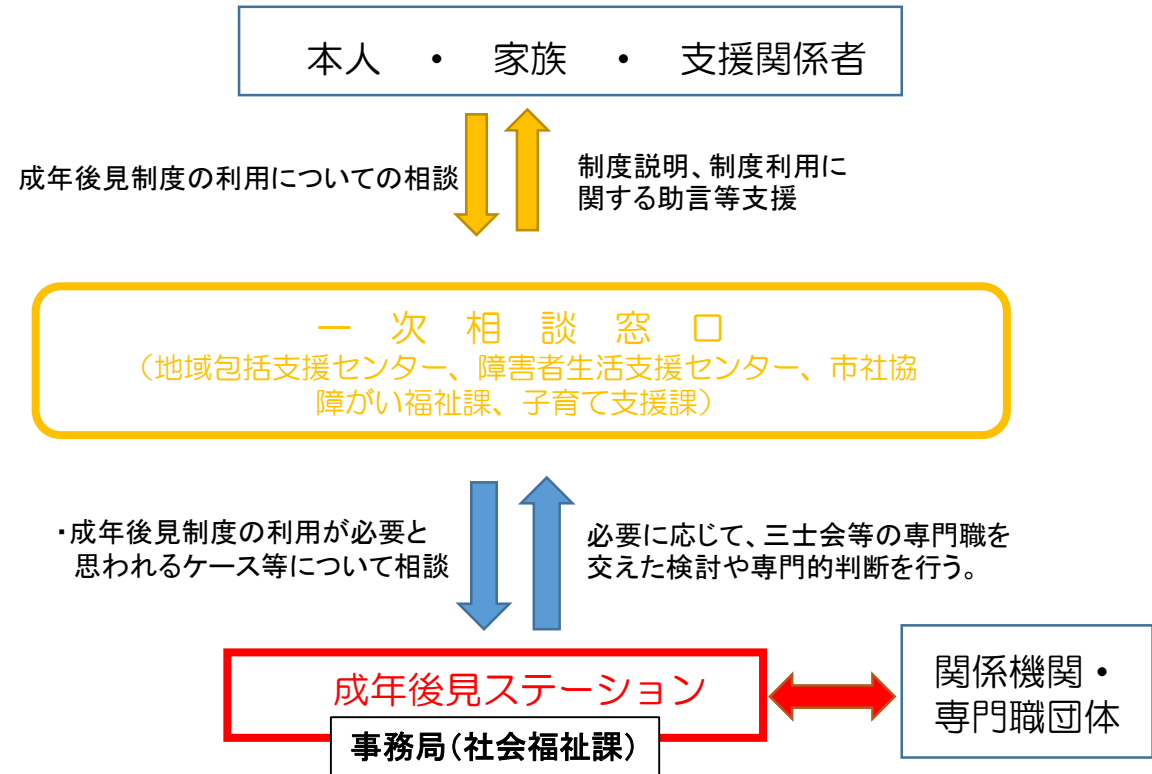 本人　・　家族　・　支援関係者
成年後見制度の利用についての相談
制度説明、制度利用に
関する助言等支援
一　次　相　談　窓　口
（地域包括支援センター、障害者生活支援センター、市社協
障がい福祉課、子育て支援課）
・成年後見制度の利用が必要と
思われるケース等について相談
必要に応じて、三士会等の専門職を
交えた検討や専門的判断を行う。
成年後見ステーション
事務局（社会福祉課）
関係機関・
専門職団体